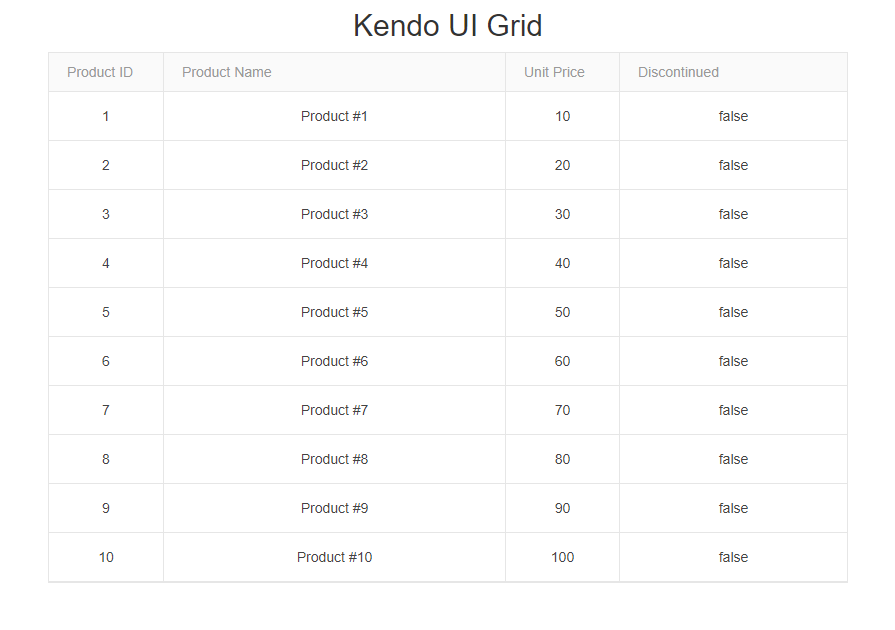 Kendo UI Grid
Product ID Product Name Unit Price Discontinued
1 Product #1 10 false
2 Product #2 20 false
3 Product #3 30 false
4 Product #4 40 false
5 Product #5 50 false
6 Product #6 60 false
7 Product #7 70 false
8 Product #8 80 false
9 Product #9 90 false
10 Product #10 100 false